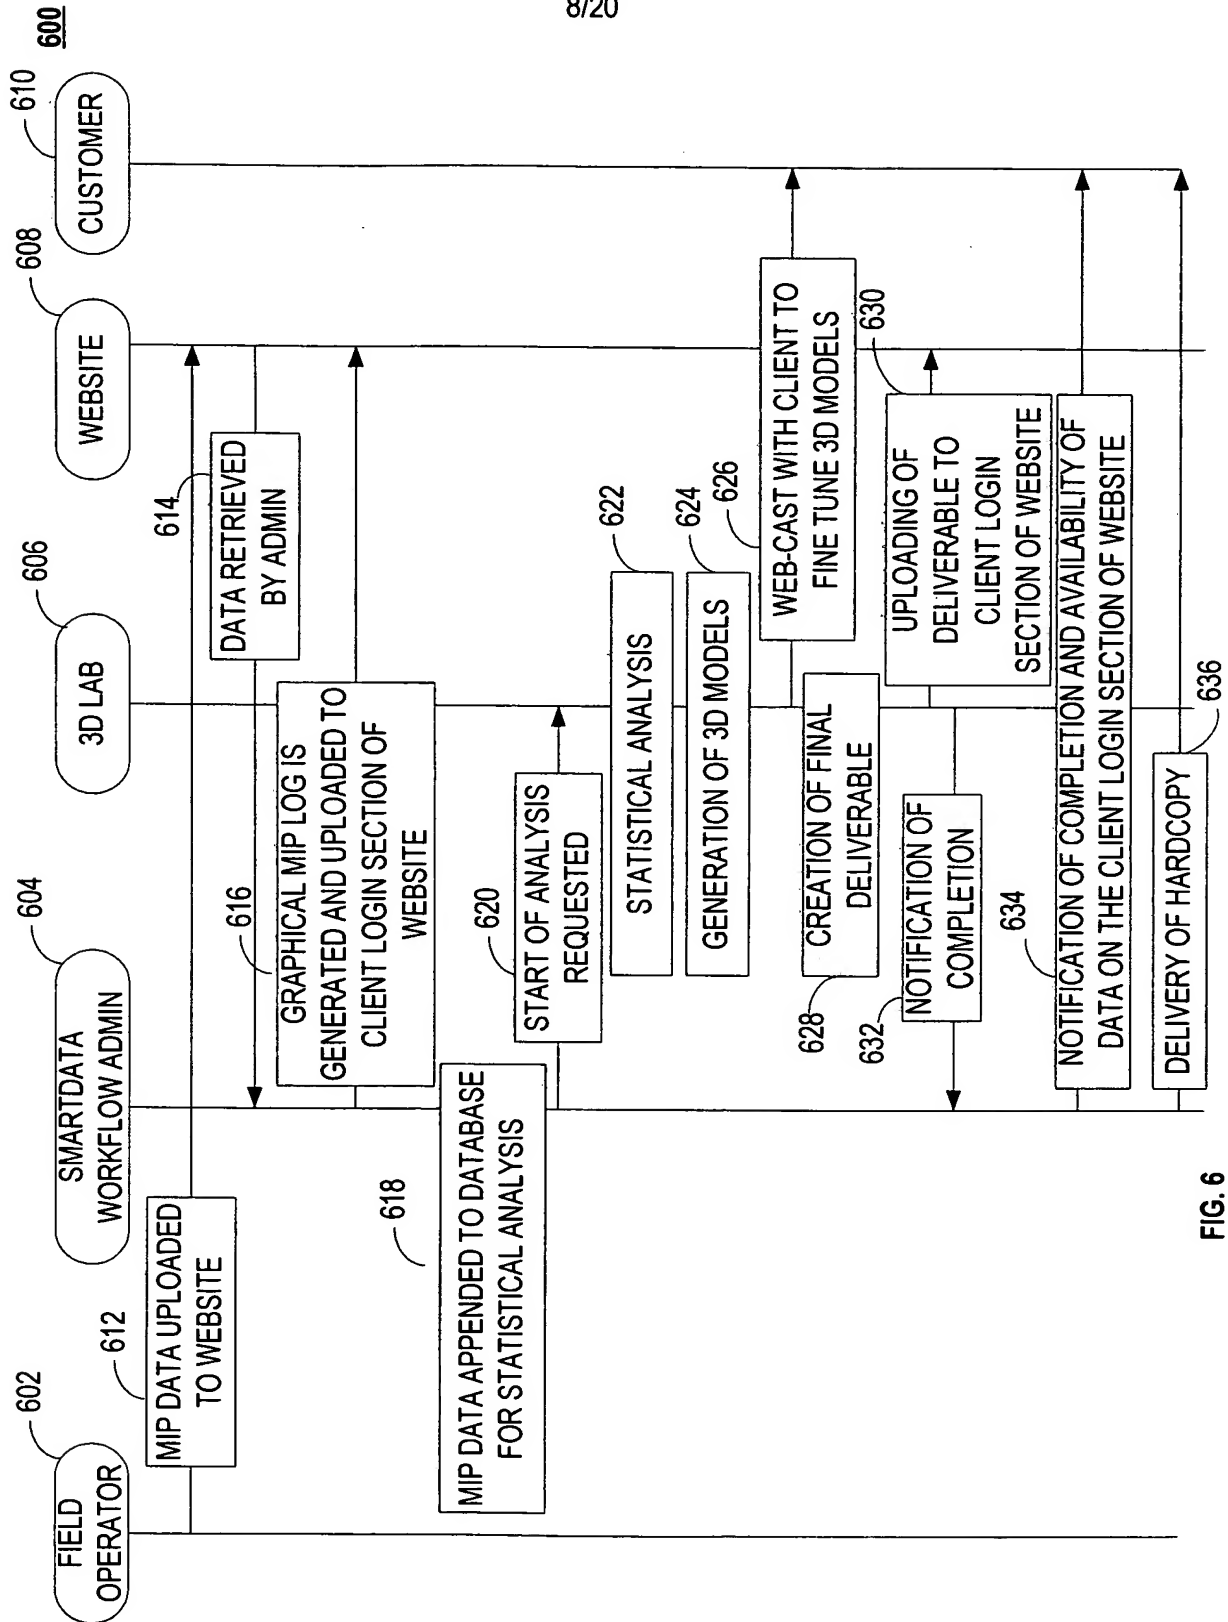 8/20
600
602
FIELD
OPERATOR
604
SMARTDATA
WORKFLOW ADMIN
606
3D LAB
608
WEBSITE
610
CUSTOMER
612
MIP DATA UPLOADED
TO WEBSITE
614
DATA RETRIEVED
BY ADMIN
616
GRAPHICAL MIP LOG IS
GENERATED AND UPLOADED TO
CLIENT LOGIN SECTION OF
WEBSITE
618
MIP DATA APPENDED TO DATABASE
FOR STATISTICAL ANALYSIS
620
START OF ANALYSIS
REQUESTED
622
STATISTICAL ANALYSIS
624
GENERATION OF 3D MODELS
626
WEB-CAST WITH CLIENT TO
FINE TUNE 3D MODELS
628
CREATION OF FINAL
DELIVERABLE
630
UPLOADING OF
DELIVERABLE TO
CLIENT LOGIN
SECTION OF WEBSITE
632
NOTIFICATION OF
COMPLETION
634
NOTIFICATION OF COMPLETION AND AVAILABILITY OF
DATA ON THE CLIENT LOGIN SECTION OF WEBSITE
636
DELIVERY OF HARDCOPY
FIG. 6